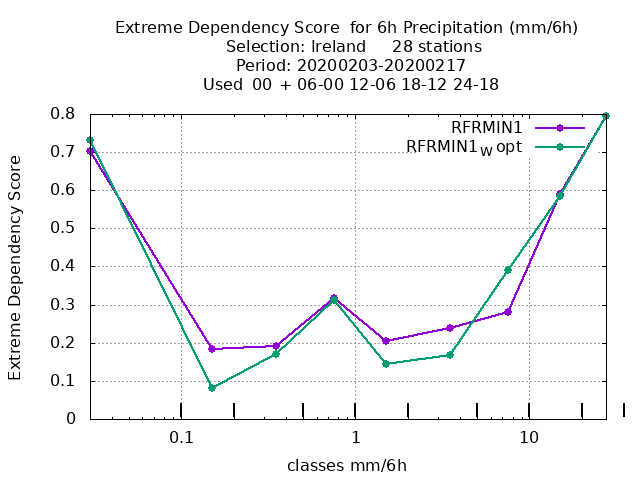 Extreme Dependency Score for 6h Precipitation (mm/6h)
Selection: Ireland 28 stations
Period: 20200203-20200217
Used 00 + 06-00 12-06 18-12 24-18
RFRMIN1
RFRMIN1W opt
Extreme Dependency Score
0.8
0.7
0.6
0.5
0.4
0.3
0.2
0.1
0
0.1 1 10
classes mm/6h